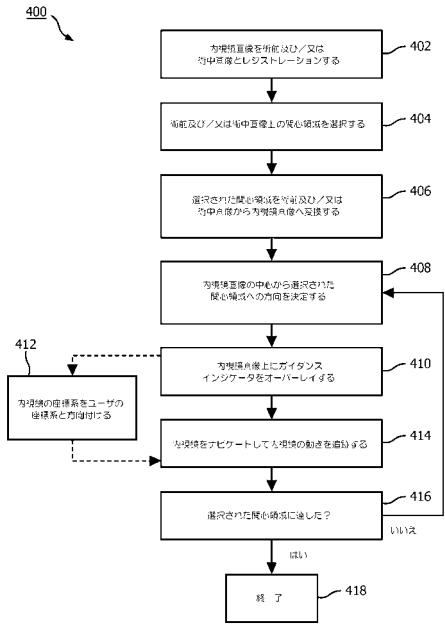 400
内視鏡画像を術前及び/又は
術中画像とレジストレーションする
402
術前及び/又は術中画像上の関心領域を選択する
404
選択された関心領域を術前及び/又は
術中画像から内視鏡画像へ変換する
406
内視鏡画像の中心から選択された
関心領域への方向を決定する
408
内視鏡画像上にガイダンス
インジケータをオーバーレイする
410
412
内視鏡の座標系をユーザの
座標系と方向付ける
内視鏡をナビゲートして内視鏡の動きを追跡する
414
選択された関心領域に達した?
416
いいえ
はい
終 了
418